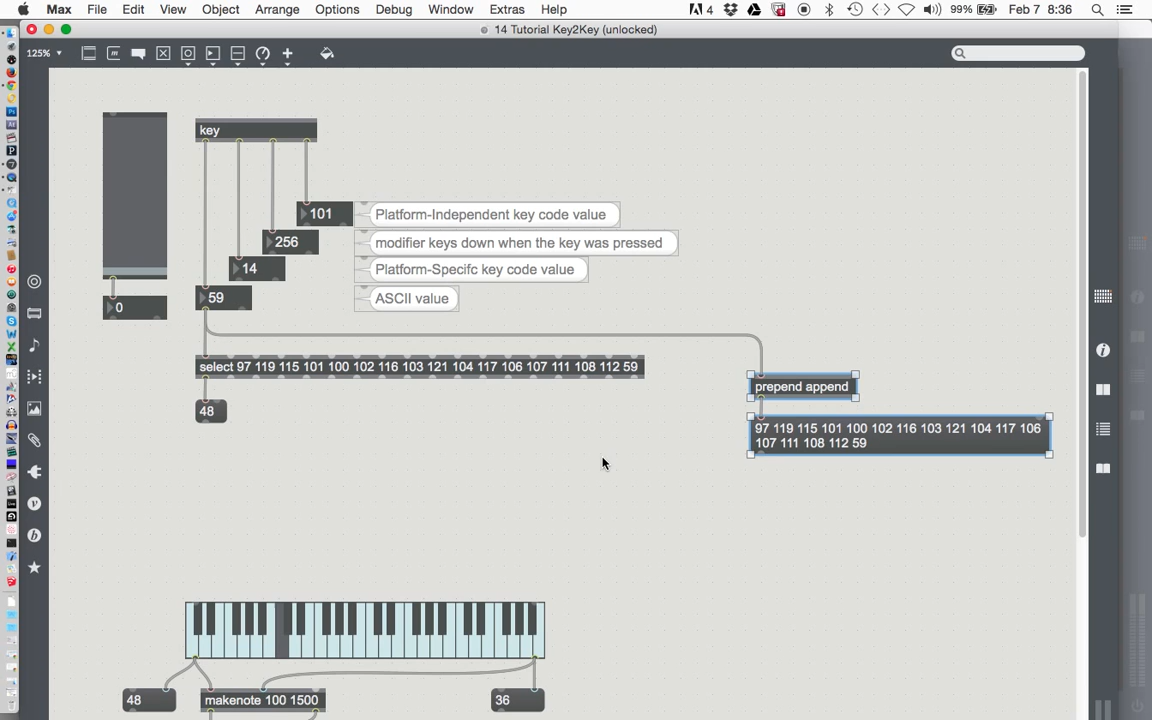 Max File Edit View Object Arrange Options Debug Window Extras Help 4 99% Feb 7 8:36
14 Tutorial Key2Key (unlocked)
125%
key
101 Platform-Independent key code value
256 modifier keys down when the key was pressed
14 Platform-Specifc key code value
59 ASCII value
0
select 97 119 115 101 100 102 116 103 121 104 117 106 107 111 108 112 59
prepend append
48
97 119 115 101 100 102 116 103 121 104 117 106
107 111 108 112 59
48 makenote 100 1500 36